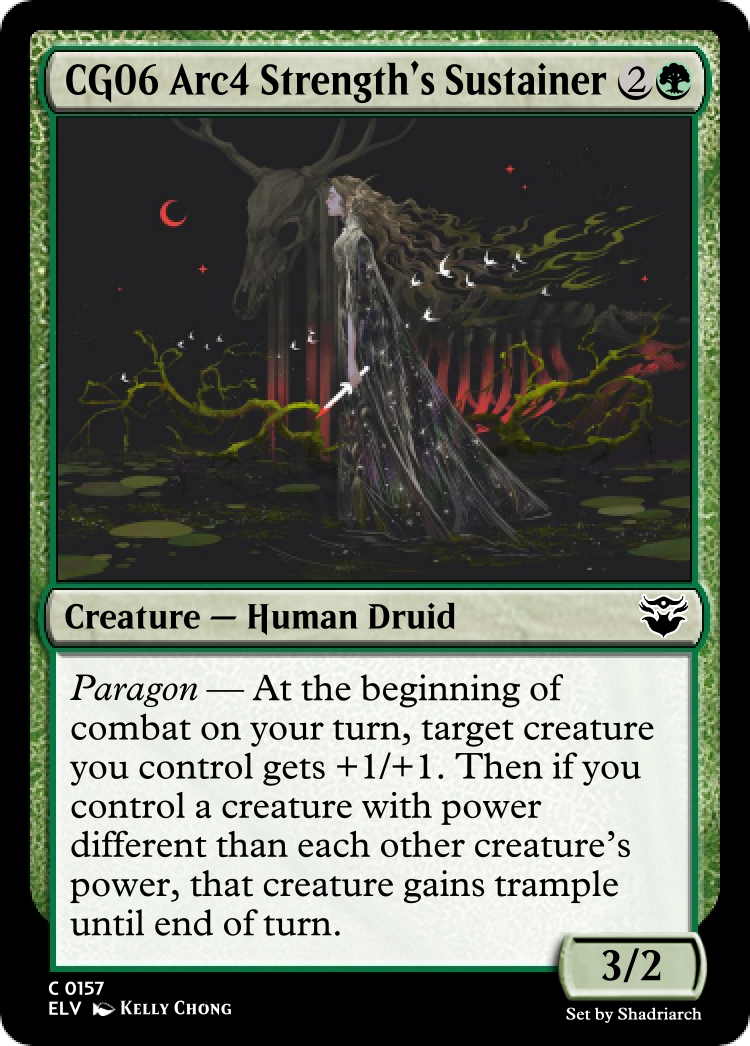 CG06 Arc4 Strength's Sustainer 2
Creature — Human Druid
Paragon — At the beginning of
combat on your turn, target creature
you control gets +1/+1. Then if you
control a creature with power
different than each other creature’s
power, that creature gains trample
until end of turn.
3/2
C 0157
ELV KELLY CHONG
Set by Shadriarch